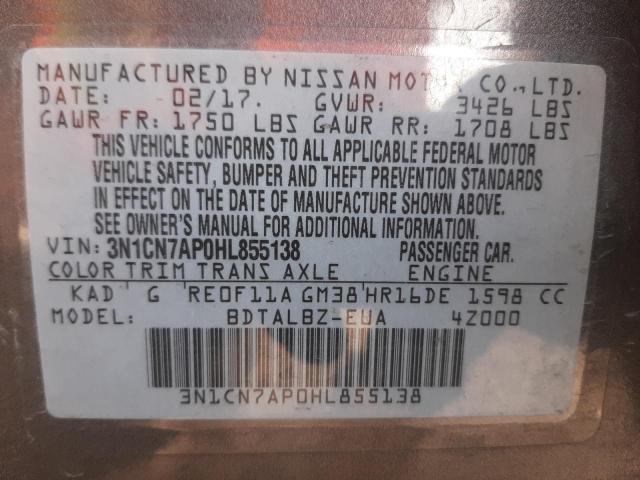 MANUFACTURED BY NISSAN MOTOR CO., LTD.
DATE: 02/17. GVWR: 3426 LBS
GAWR FR: 1750 LBS GAWR RR: 1708 LBS
THIS VEHICLE CONFORMS TO ALL APPLICABLE FEDERAL MOTOR
VEHICLE SAFETY, BUMPER AND THEFT PREVENTION STANDARDS
IN EFFECT ON THE DATE OF MANUFACTURE SHOWN ABOVE.
SEE OWNER'S MANUAL FOR ADDITIONAL INFORMATION.
VIN: 3N1CN7AP0HL855138 PASSENGER CAR.
COLOR TRIM TRANS AXLE ENGINE
KAD G RE0F11A GM38 HR16DE 1598 CC
MODEL: BDTALBZ-EUA 4Z000
3N1CN7AP0HL855138